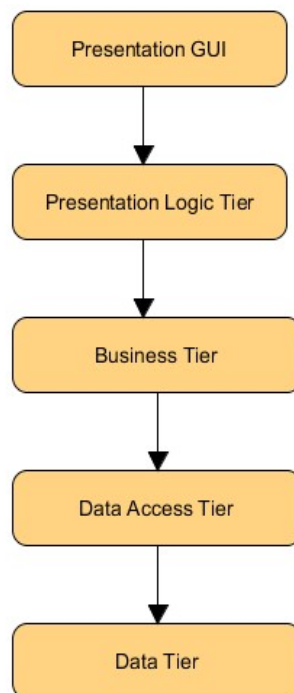 Presentation GUI
Presentation Logic Tier
Business Tier
Data Access Tier
Data Tier